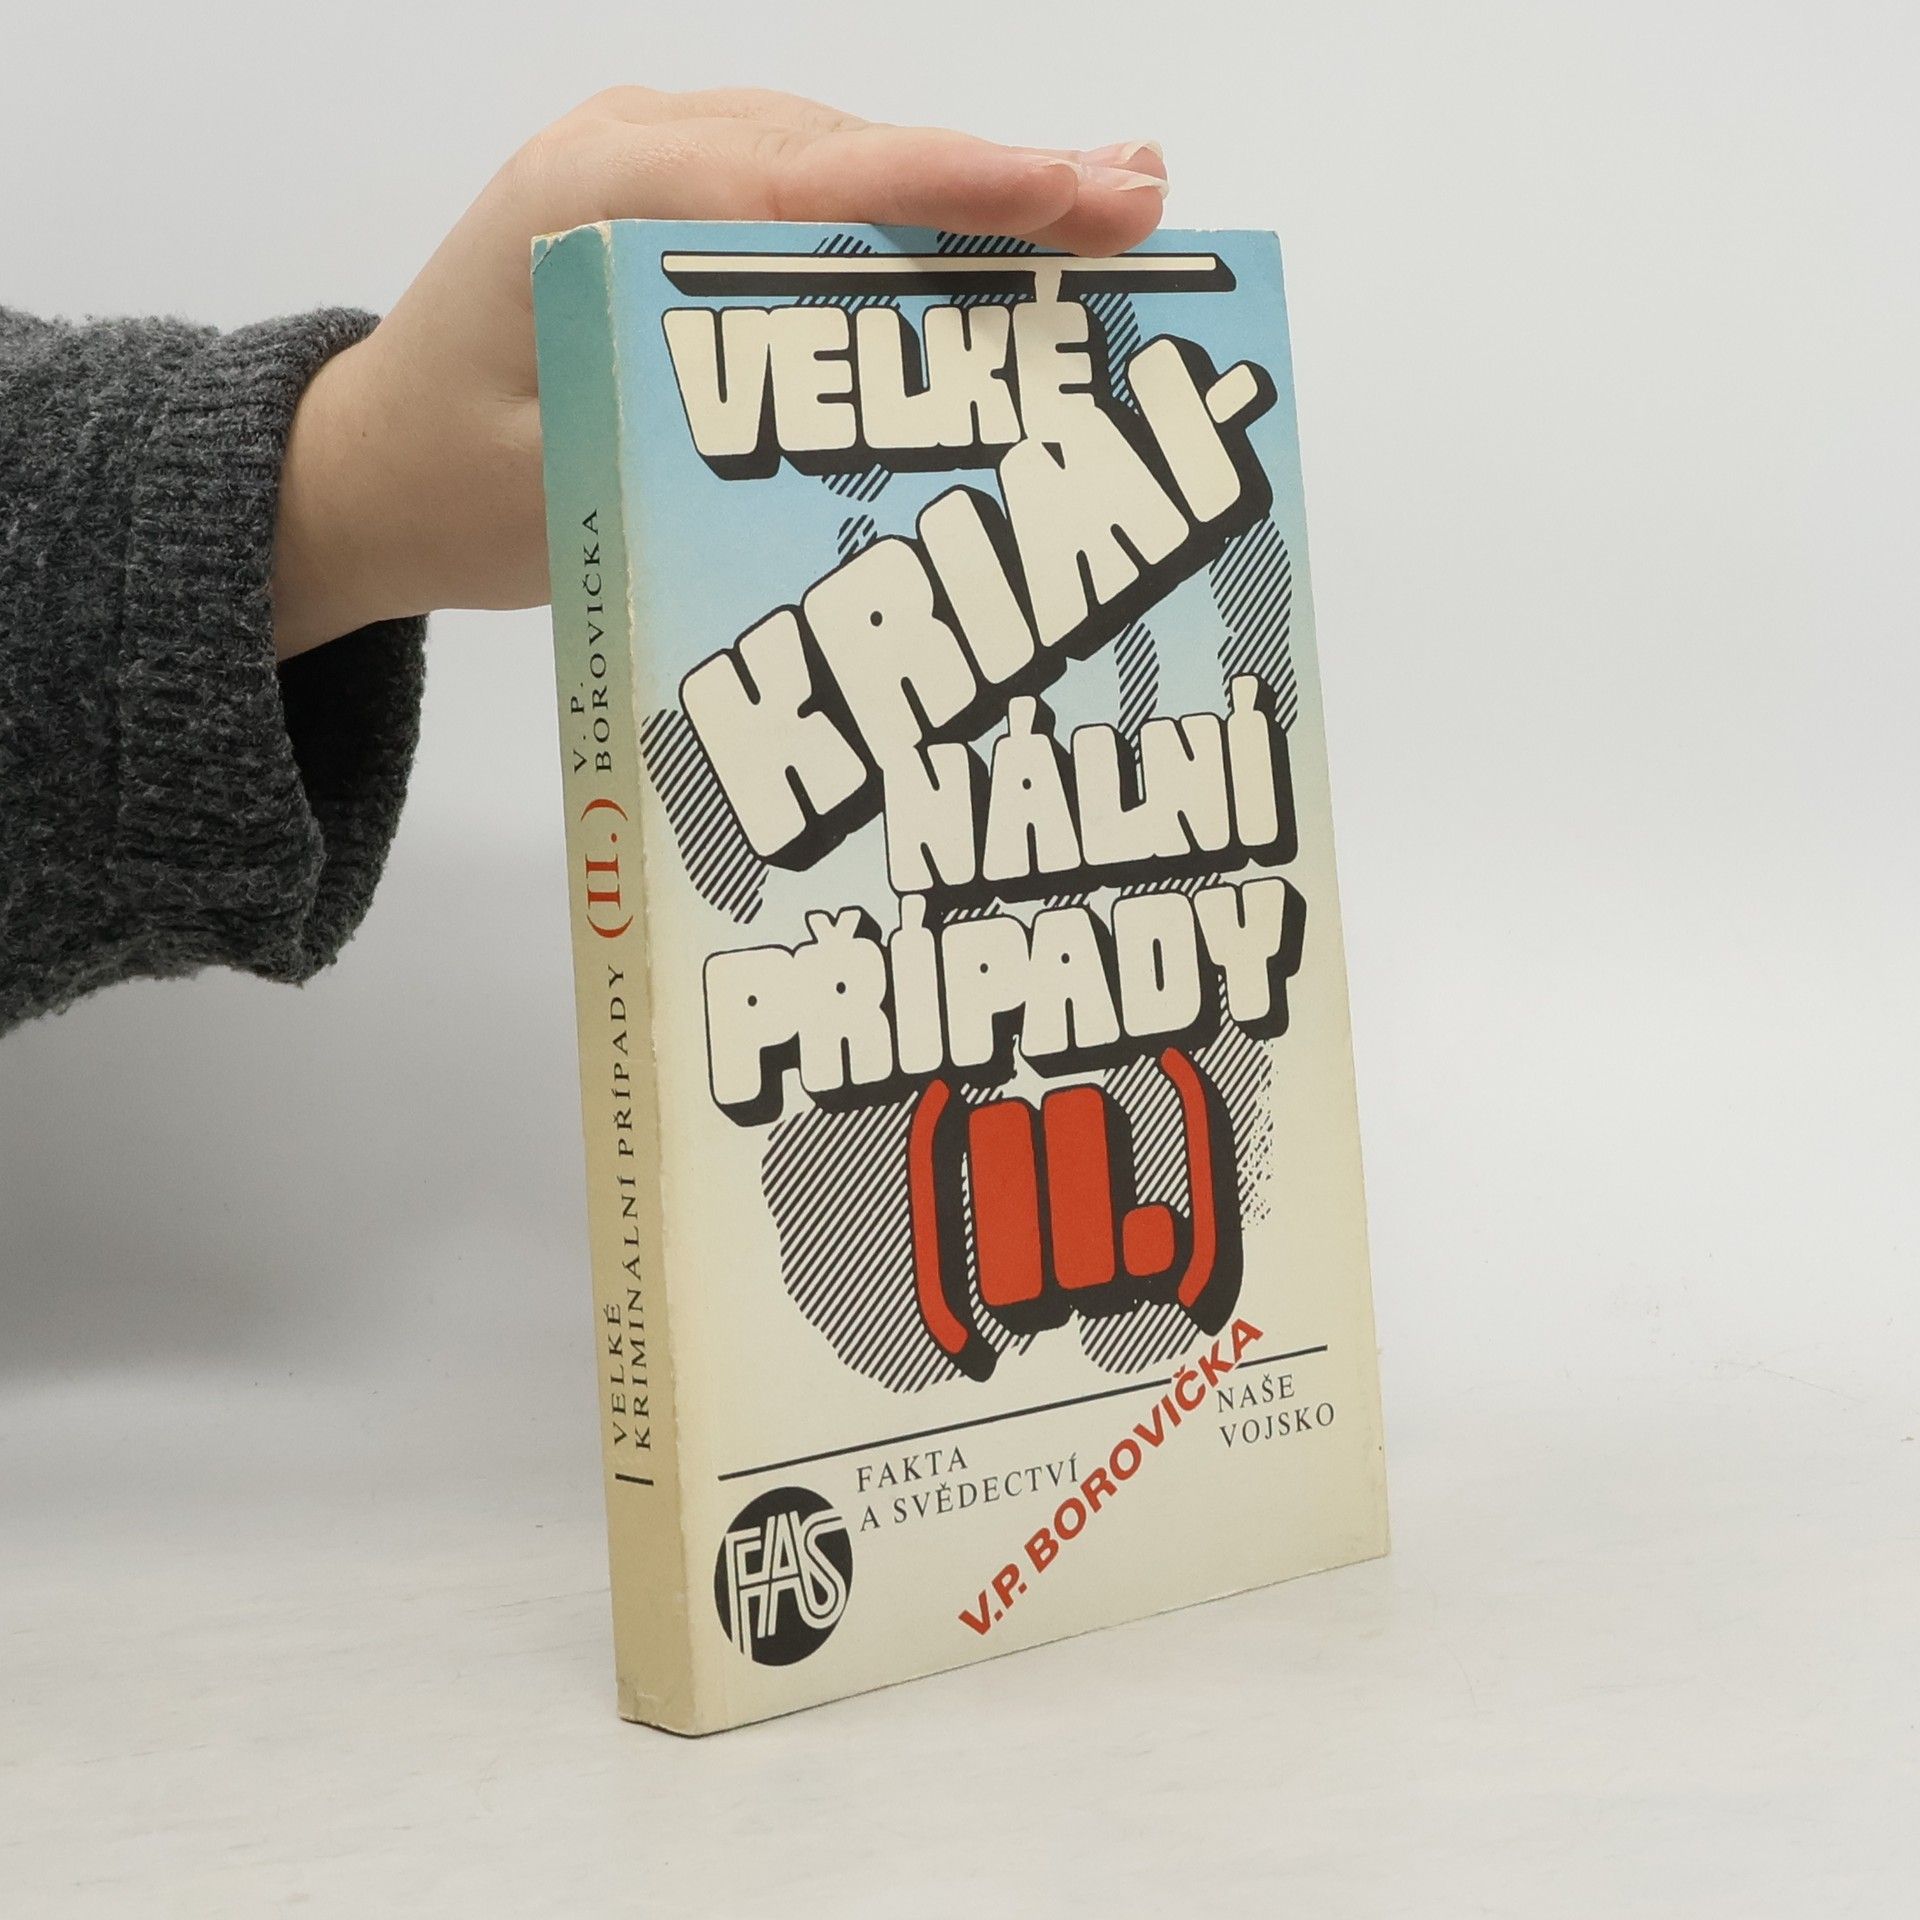 VELKÉ
KRIMI-
NÁLNÍ
PŘÍPADY
(II.)
FAKTA
A SVĚDECTVÍ
V.P. BOROVIČKA
NAŠE
VOJSKO
FAS
VELKÉ
KRIMINÁLNÍ PŘÍPADY (II.)
V. P.
BOROVIČKA